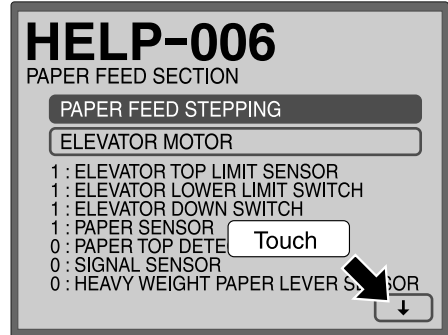 HELP-006
PAPER FEED SECTION
PAPER FEED STEPPING
ELEVATOR MOTOR
1 : ELEVATOR TOP LIMIT SENSOR
1 : ELEVATOR LOWER LIMIT SWITCH
1 : ELEVATOR DOWN SWITCH
1 : PAPER SENSOR
0 : PAPER TOP DETE
Touch
0 : SIGNAL SENSOR
0 : HEAVY WEIGHT PAPER LEVER
↓